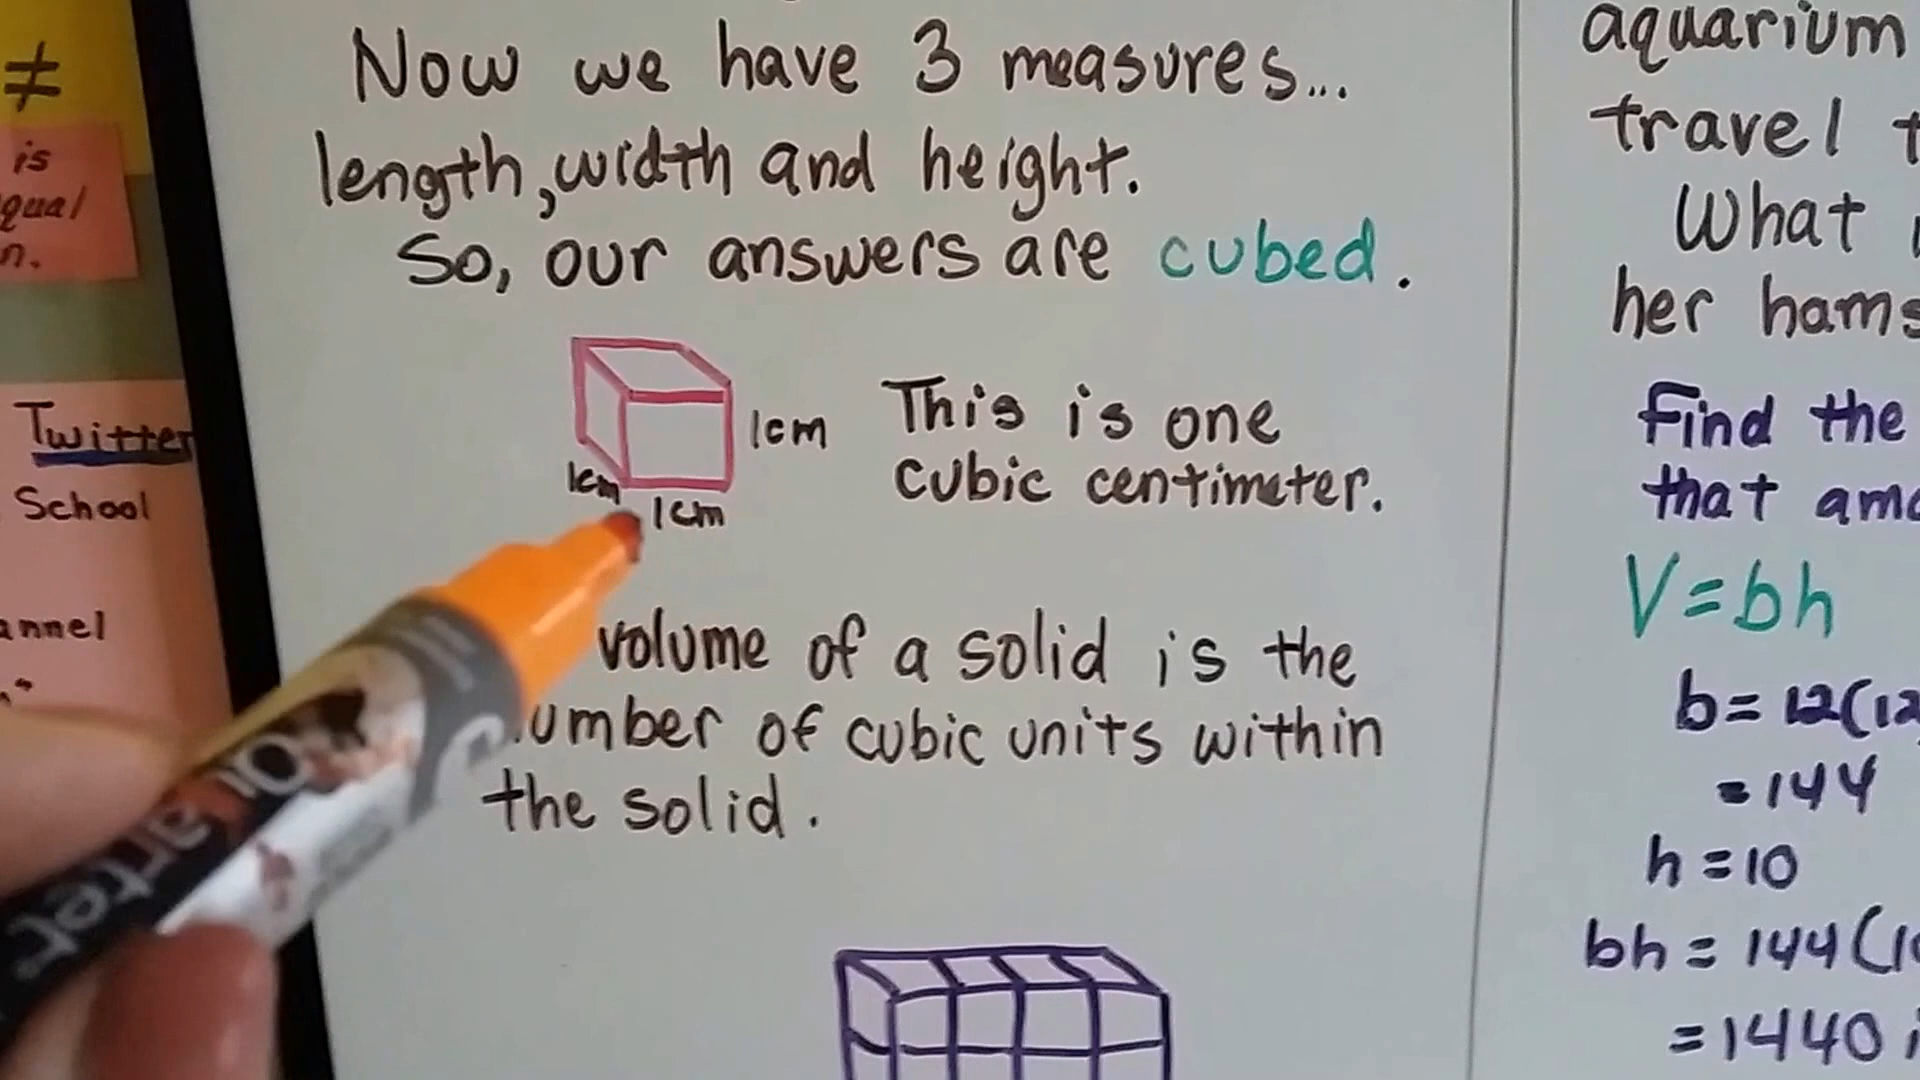 ≠
is
qual
n.
Twitter
School
annel
Now we have 3 measures...
length, width and height.
So, our answers are cubed.
1cm
1cm
1cm
This is one
cubic centimeter.
volume of a solid is the
umber of cubic units within
the solid.
aquarium
travel t
What
her hams
Find the
that amo
V=bh
b= 12(12
=144
h=10
bh = 144(1
=1440 i